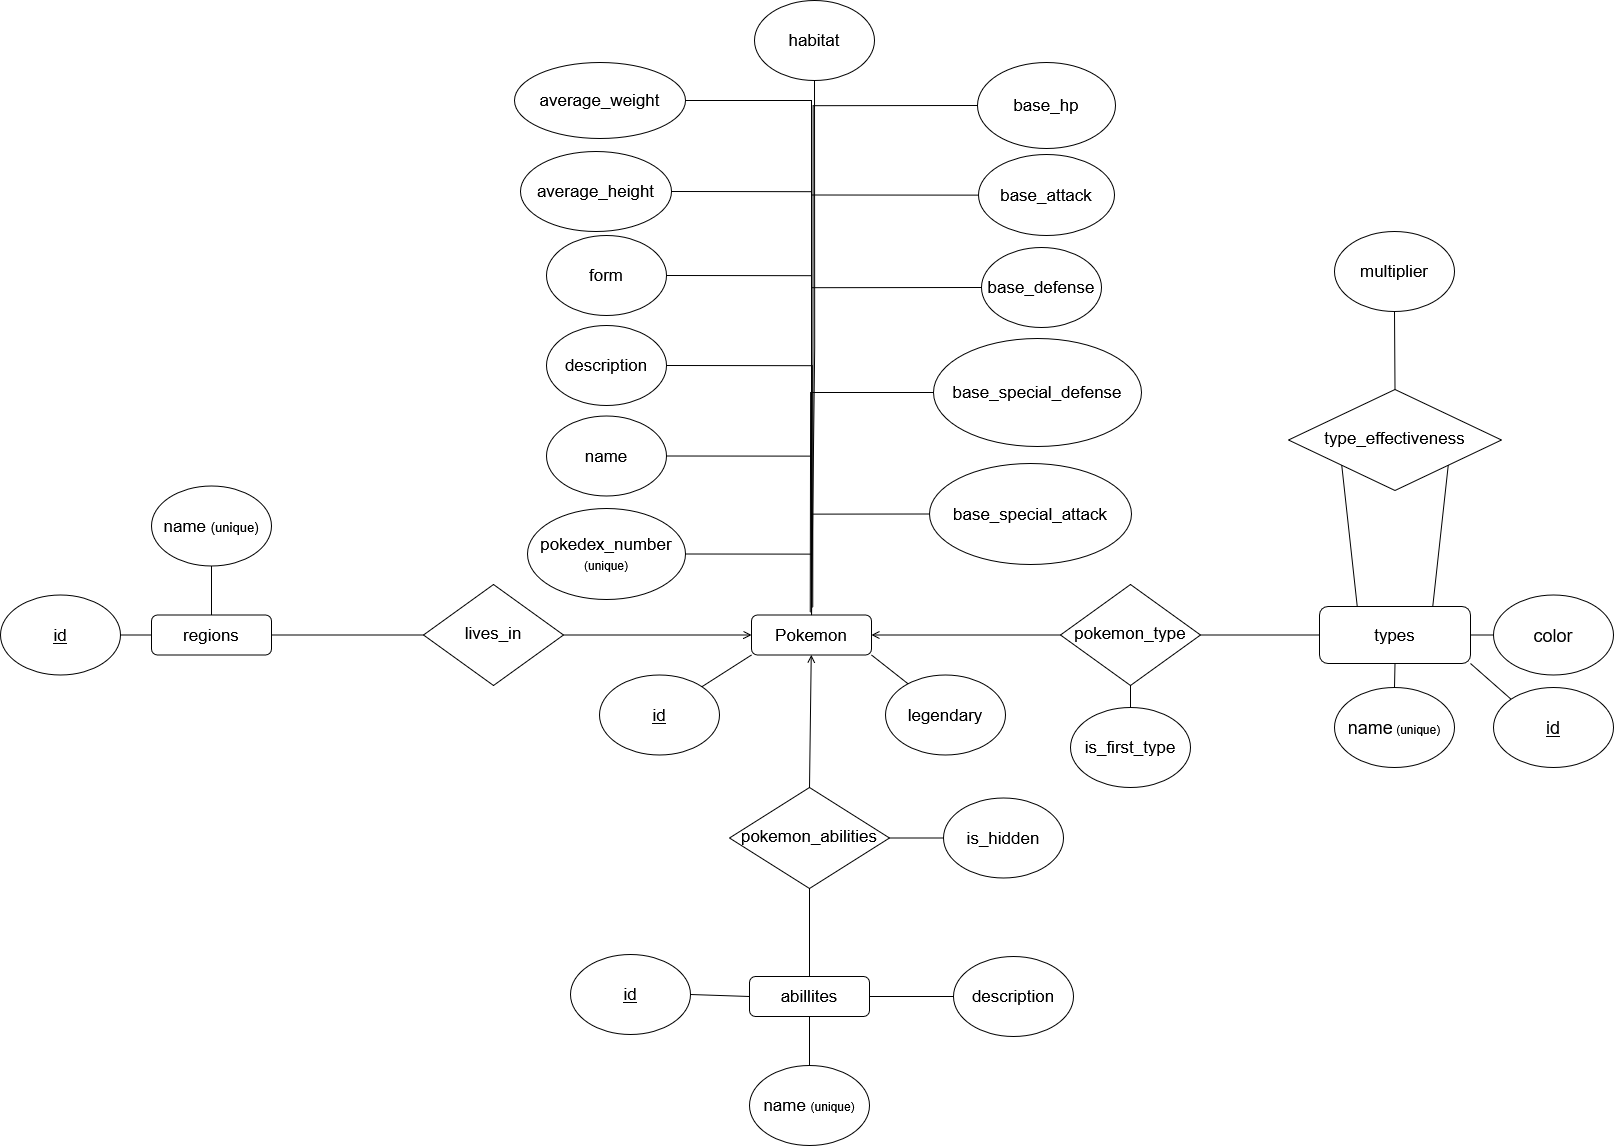 habitat
average_weight
base_hp
average_height
base_attack
form
base_defense
multiplier
description
base_special_defense
type_effectiveness
name
base_special_attack
name (unique)
pokedex_number
(unique)
id
regions
lives_in
Pokemon
pokemon_type
types
color
id
legendary
is_first_type
name (unique)
id
pokemon_abilities
is_hidden
id
abillites
description
name (unique)